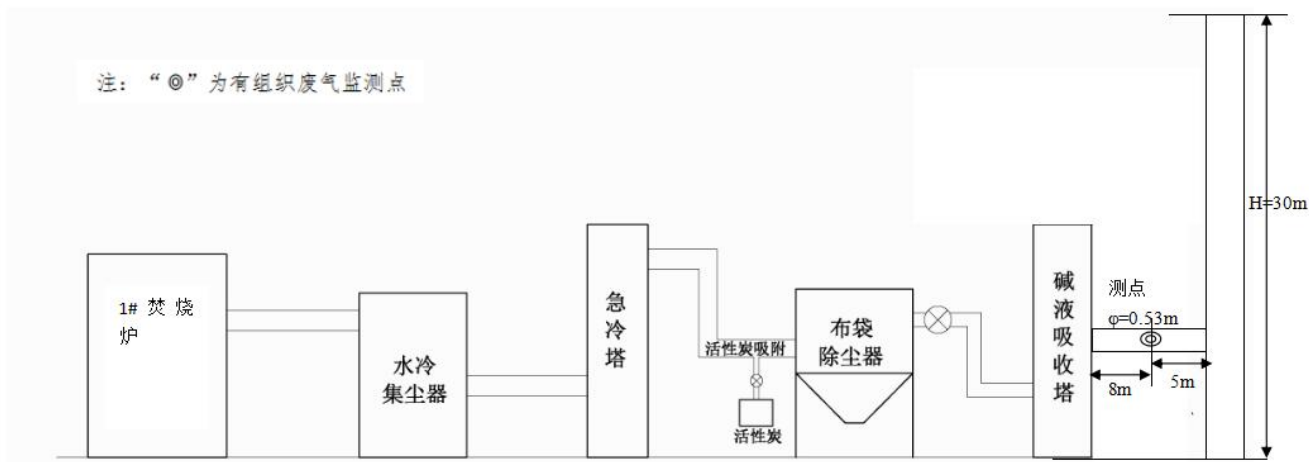 注：“◎”为有组织废气监测点
H=30m
1# 焚烧
炉
水冷
集尘器
急
冷
塔
活性炭吸附
活性炭
布袋
除尘器
碱
液
吸
收
塔
测点
φ=0.53m
8m
5m